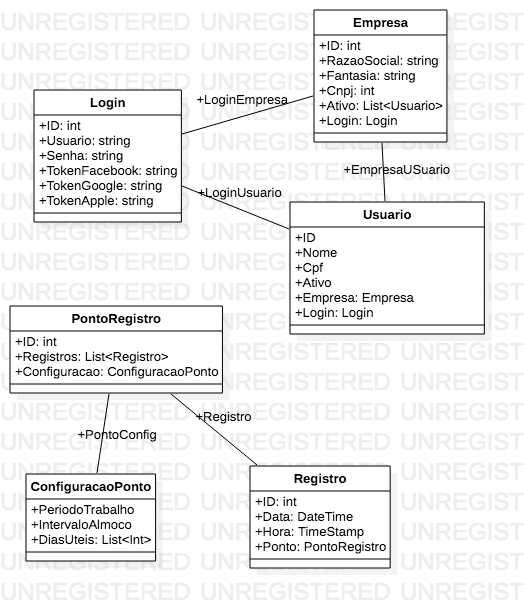 Empresa
+ID: int
+RazaoSocial: string
+Fantasia: string
+Cnpj: int
+Ativo: List<Usuario>
+Login: Login
Login
+ID: int
+Usuario: string
+Senha: string
+TokenFacebook: string
+TokenGoogle: string
+TokenApple: string
+LoginEmpresa
+EmpresaUSuario
+LoginUsuario
Usuario
+ID
+Nome
+Cpf
+Ativo
+Empresa: Empresa
+Login: Login
PontoRegistro
+ID: int
+Registros: List<Registro>
+Configuracao: ConfiguracaoPonto
+PontoConfig
+Registro
ConfiguracaoPonto
+PeriodoTrabalho
+IntervaloAlmoco
+DiasUteis: List<Int>
Registro
+ID: int
+Data: DateTime
+Hora: TimeStamp
+Ponto: PontoRegistro
UNREGISTERED